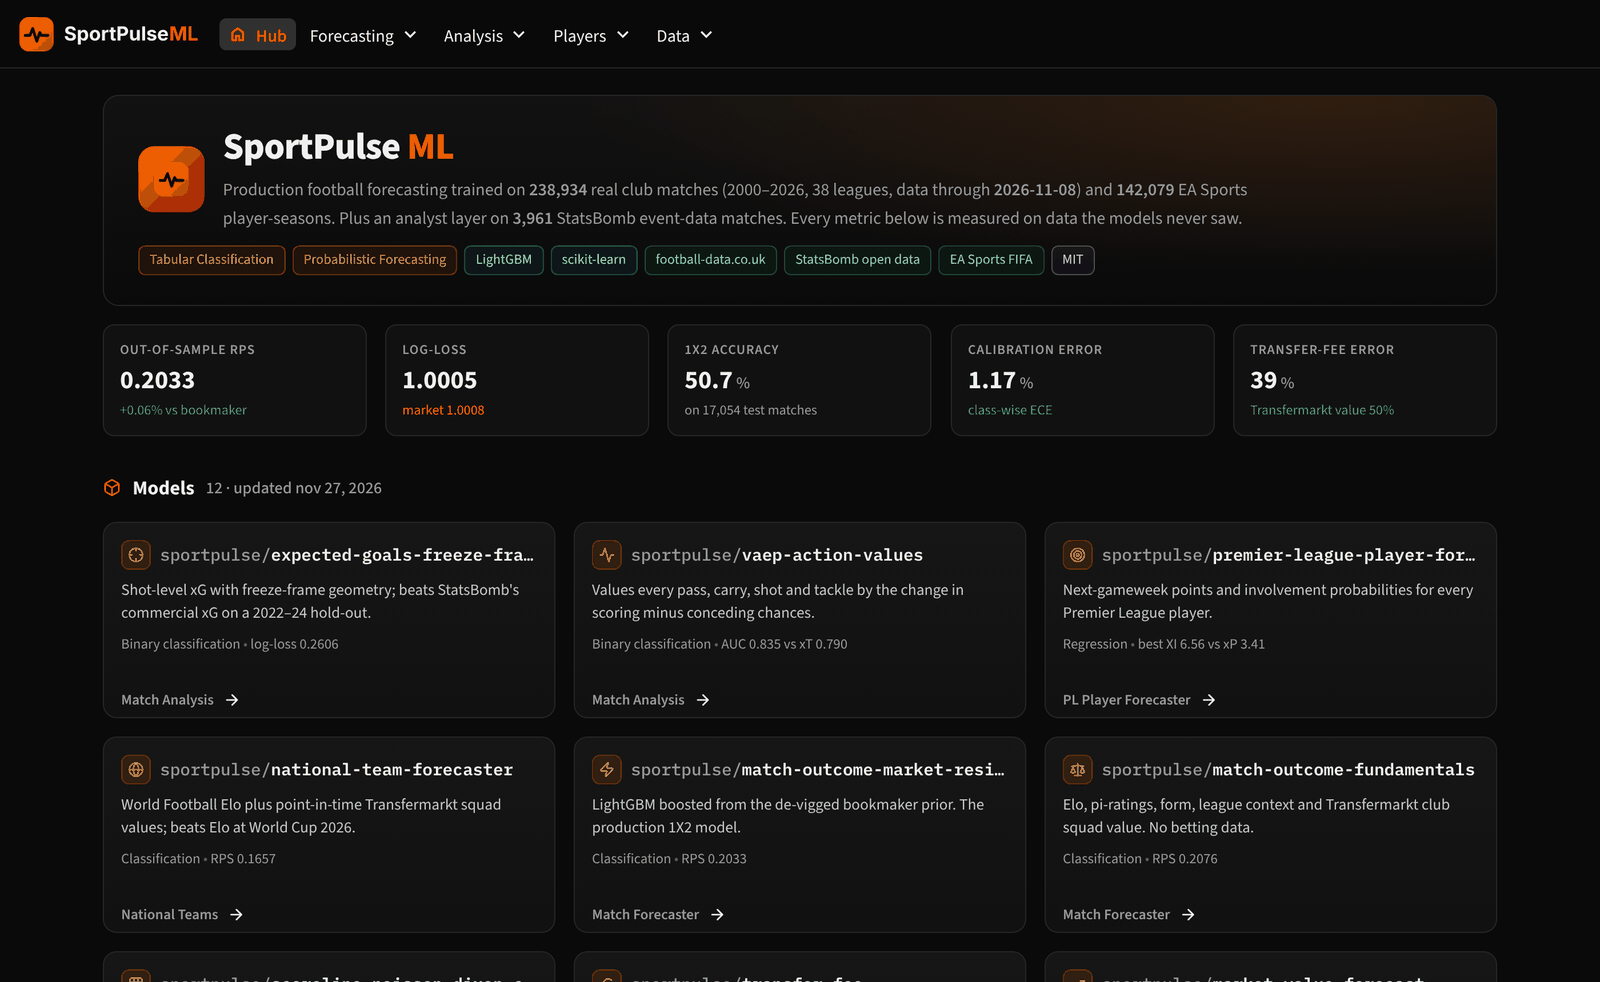 SportPulseML
Hub
Forecasting
Analysis
Players
Data
SportPulse ML
Production football forecasting trained on 238,934 real club matches (2000–2026, 38 leagues, data through 2026-11-08) and 142,079 EA Sports
player-seasons. Plus an analyst layer on 3,961 StatsBomb event-data matches. Every metric below is measured on data the models never saw.
Tabular Classification
Probabilistic Forecasting
LightGBM
scikit-learn
football-data.co.uk
StatsBomb open data
EA Sports FIFA
MIT
OUT-OF-SAMPLE RPS
0.2033
+0.06% vs bookmaker
LOG-LOSS
1.0005
market 1.0008
1X2 ACCURACY
50.7 %
on 17,054 test matches
CALIBRATION ERROR
1.17 %
class-wise ECE
TRANSFER-FEE ERROR
39 %
Transfermarkt value 50%
Models 12 · updated nov 27, 2026
sportpulse/expected-goals-freeze-fra…
Shot-level xG with freeze-frame geometry; beats StatsBomb's
commercial xG on a 2022–24 hold-out.
Binary classification • log-loss 0.2606
Match Analysis →
sportpulse/vaep-action-values
Values every pass, carry, shot and tackle by the change in
scoring minus conceding chances.
Binary classification • AUC 0.835 vs xT 0.790
Match Analysis →
sportpulse/premier-league-player-for…
Next-gameweek points and involvement probabilities for every
Premier League player.
Regression • best XI 6.56 vs xP 3.41
PL Player Forecaster →
sportpulse/national-team-forecaster
World Football Elo plus point-in-time Transfermarkt squad
values; beats Elo at World Cup 2026.
Classification • RPS 0.1657
National Teams →
sportpulse/match-outcome-market-resi…
LightGBM boosted from the de-vigged bookmaker prior. The
production 1X2 model.
Classification • RPS 0.2033
Match Forecaster →
sportpulse/match-outcome-fundamentals
Elo, pi-ratings, form, league context and Transfermarkt club
squad value. No betting data.
Classification • RPS 0.2076
Match Forecaster →